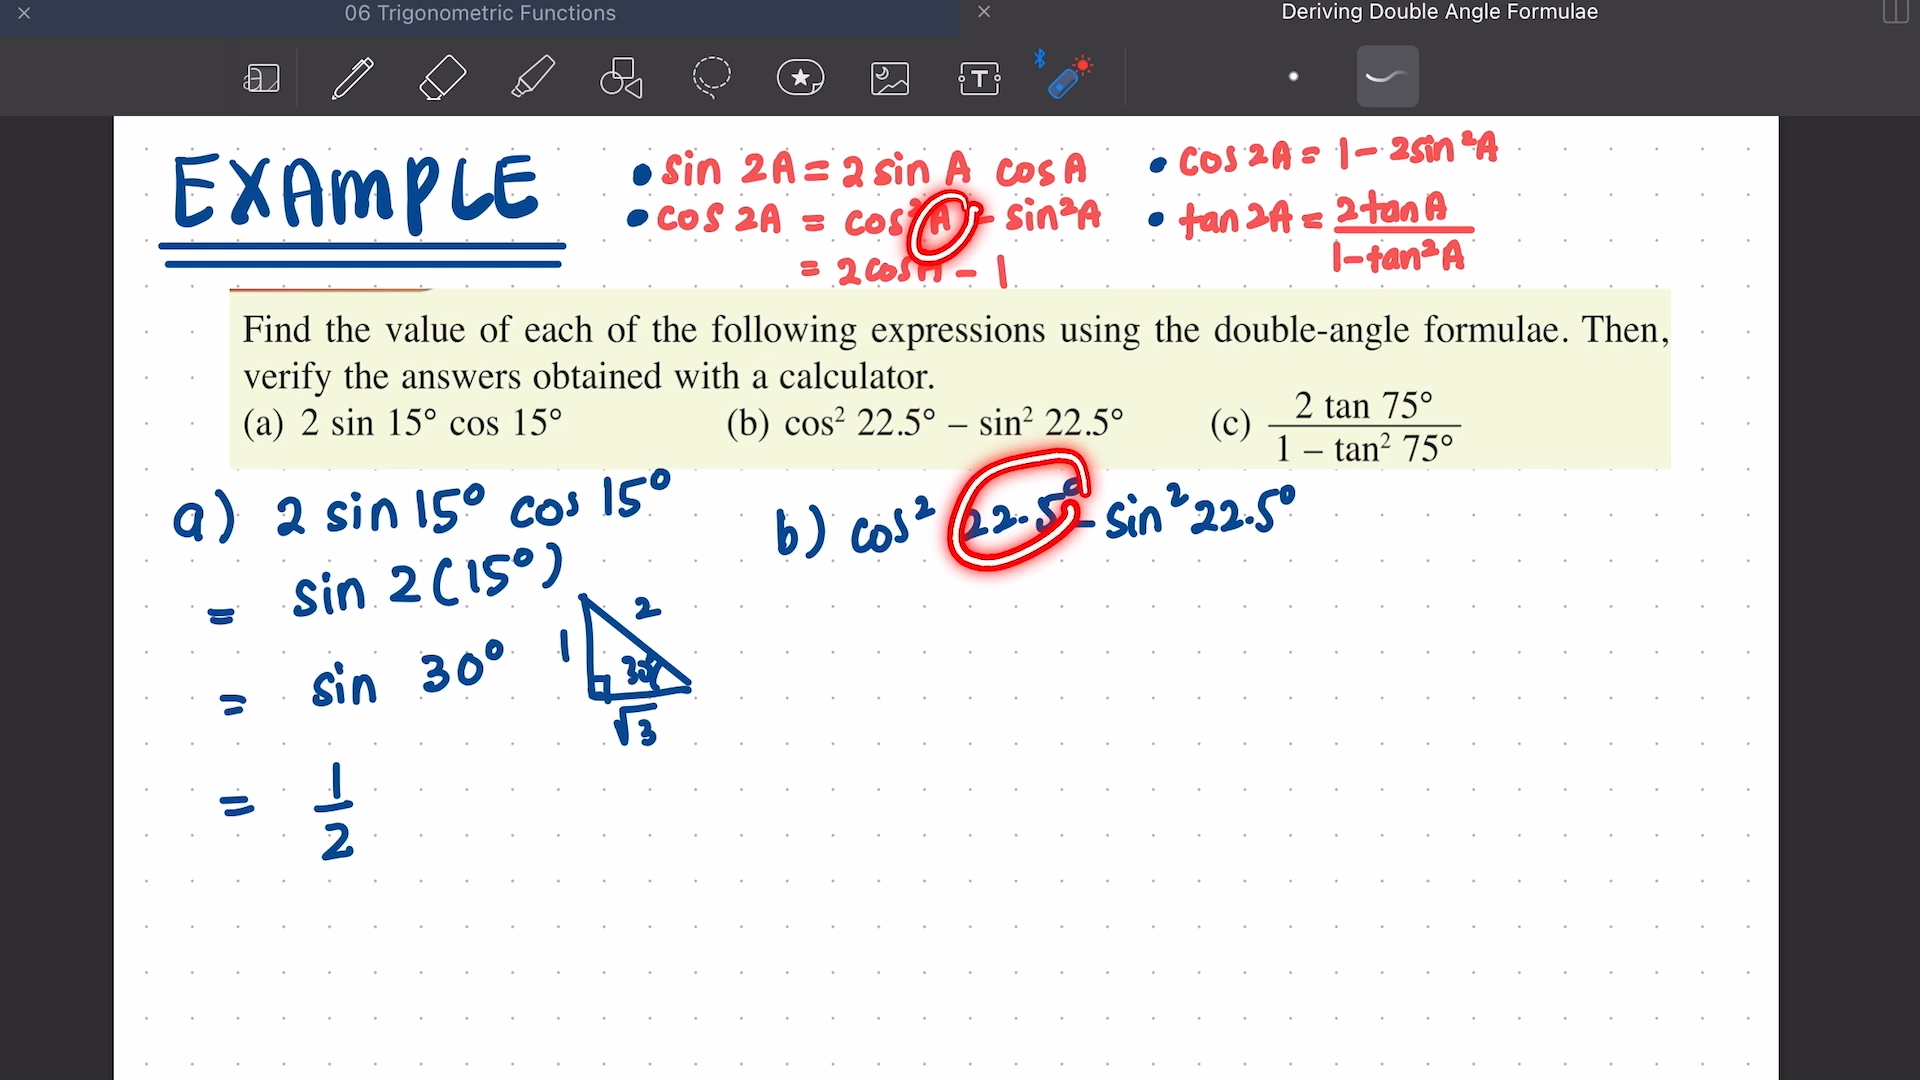 06 Trigonometric Functions
Deriving Double Angle Formulae
EXAMPLE
• sin 2A = 2 sin A cos A
• cos 2A = cos²A - sin²A
= 2cosA - 1
• cos 2A = 1 - 2sin²A
• tan 2A = 2tanA / 1-tan²A
Find the value of each of the following expressions using the double-angle formulae. Then,
verify the answers obtained with a calculator.
(a) 2 sin 15° cos 15° (b) cos² 22.5° – sin² 22.5° (c) 2 tan 75° / 1 – tan² 75°
a) 2 sin 15° cos 15°
= sin 2(15°)
= sin 30°
= 1/2
2
1
30°
√3
b) cos² 22.5° - sin² 22.5°